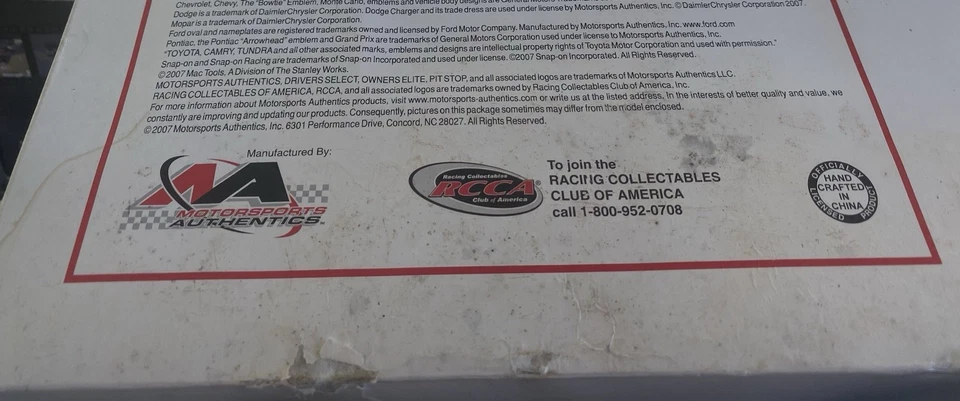 Chevrolet, Chevy, The "Bowtie" Emblem, Monte Carlo, emblems and vehicle body designs are General
Dodge is a trademark of DaimlerChrysler Corporation. Dodge Charger and its trade dress are used under license by Motorsports Authentics, Inc. © DaimlerChrysler Corporation 2007.
Mopar is a trademark of DaimlerChrysler Corporation.
Ford oval and nameplates are registered trademarks owned and licensed by Ford Motor Company. Manufactured by Motorsports Authentics, Inc. www.ford.com
Pontiac, the Pontiac "Arrowhead" emblem and Grand Prix are trademarks of General Motors Corporation used under license to Motorsports Authentics, Inc.
"TOYOTA, CAMRY, TUNDRA and all other associated marks, emblems and designs are intellectual property rights of Toyota Motor Corporation and used with permission."
Snap-on and Snap-on Racing are trademarks of Snap-on Incorporated and used under license. ©2007 Snap-on Incorporated. All Rights Reserved.
©2007 Mac Tools, A Division of The Stanley Works.
MOTORSPORTS AUTHENTICS, DRIVERS SELECT, OWNERS ELITE, PIT STOP, and all associated logos are trademarks of Motorsports Authentics LLC.
RACING COLLECTABLES OF AMERICA, RCCA, and all associated logos are trademarks owned by Racing Collectables Club of America, Inc.
For more information about Motorsports Authentics products, visit www.motorsports-authentics.com or write us at the listed address. In the interests of better quality and value, we
constantly are improving and updating our products. Consequently, pictures on this package sometimes may differ from the model enclosed.
©2007 Motorsports Authentics, Inc. 6301 Performance Drive, Concord, NC 28027. All Rights Reserved.
Manufactured By:
MA
MOTORSPORTS
AUTHENTICS.
Racing Collectables
RCCA®
Club of America
To join the
RACING COLLECTABLES
CLUB OF AMERICA
call 1-800-952-0708
OFFICIALLY
HAND
CRAFTED
IN
CHINA
LICENSED PRODUCT